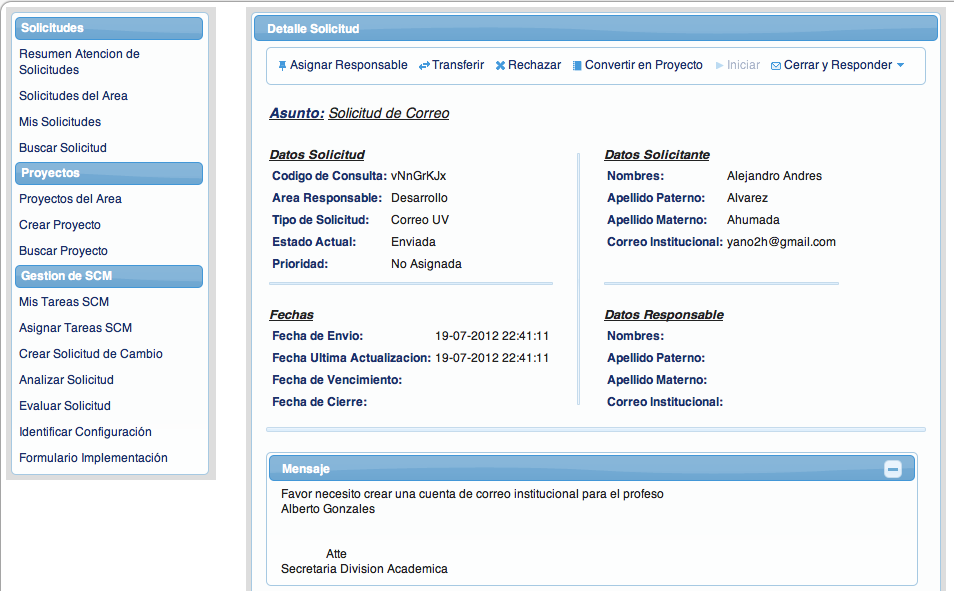 Solicitudes
Resumen Atencion de
Solicitudes
Solicitudes del Area
Mis Solicitudes
Buscar Solicitud
Proyectos
Proyectos del Area
Crear Proyecto
Buscar Proyecto
Gestion de SCM
Mis Tareas SCM
Asignar Tareas SCM
Crear Solicitud de Cambio
Analizar Solicitud
Evaluar Solicitud
Identificar Configuración
Formulario Implementación
Detalle Solicitud
Asignar Responsable Transferir Rechazar Convertir en Proyecto Iniciar Cerrar y Responder
Asunto: Solicitud de Correo
Datos Solicitud
Codigo de Consulta: vNnGrKJx
Area Responsable: Desarrollo
Tipo de Solicitud: Correo UV
Estado Actual: Enviada
Prioridad: No Asignada
Datos Solicitante
Nombres: Alejandro Andres
Apellido Paterno: Alvarez
Apellido Materno: Ahumada
Correo Institucional: yano2h@gmail.com
Fechas
Fecha de Envio: 19-07-2012 22:41:11
Fecha Ultima Actualizacion: 19-07-2012 22:41:11
Fecha de Vencimiento:
Fecha de Cierre:
Datos Responsable
Nombres:
Apellido Paterno:
Apellido Materno:
Correo Institucional:
Mensaje
Favor necesito crear una cuenta de correo institucional para el profeso
Alberto Gonzales
Atte
Secretaria Division Academica